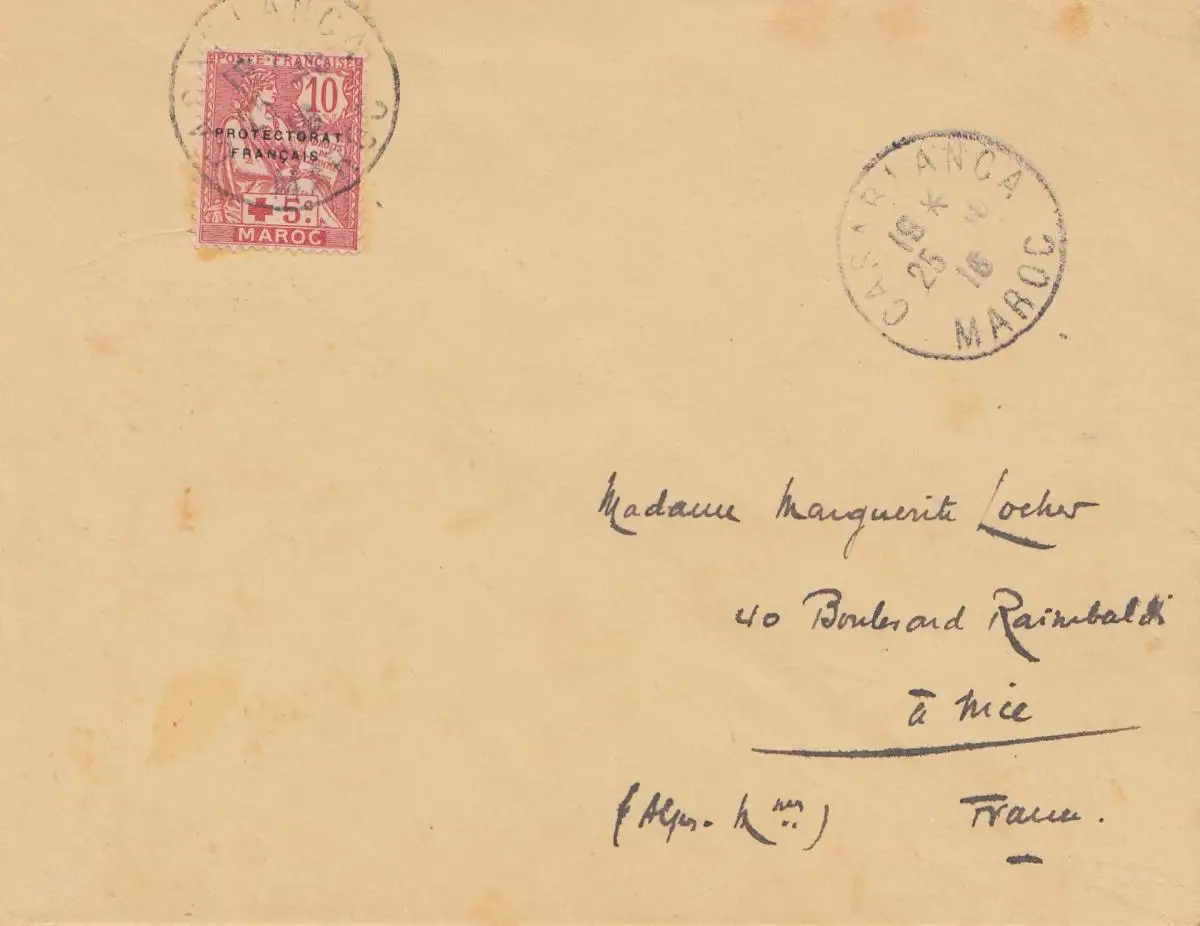 POSTE FRANÇAISE
10
PROTECTORAT
FRANÇAIS
5c
MAROC
CASABLANCA
19 *
25 16
MAROC
Madame Marguerite Locher
40 Boulevard Raimbaldi
à Nice
(Alpes-Mmes)
France.